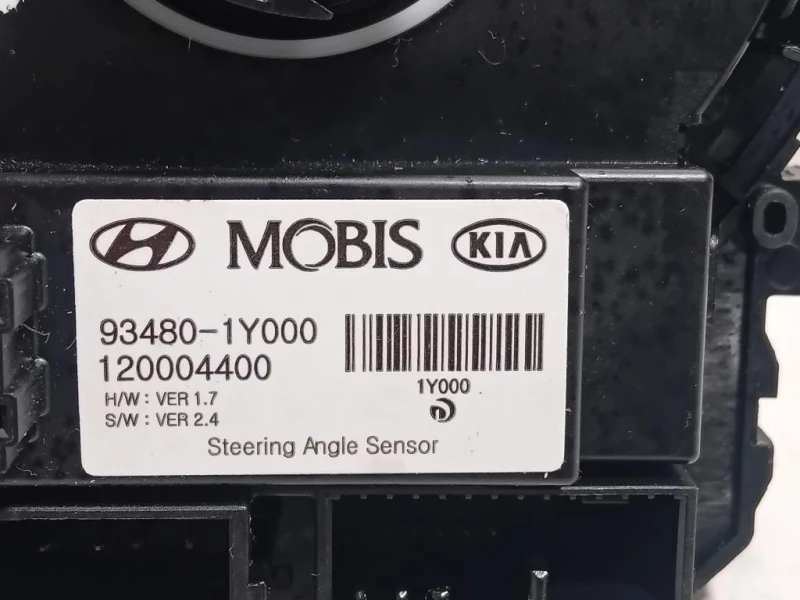 MOBIS KIA
93480-1Y000
120004400
H/W : VER 1.7
S/W : VER 2.4
1Y000
Steering Angle Sensor